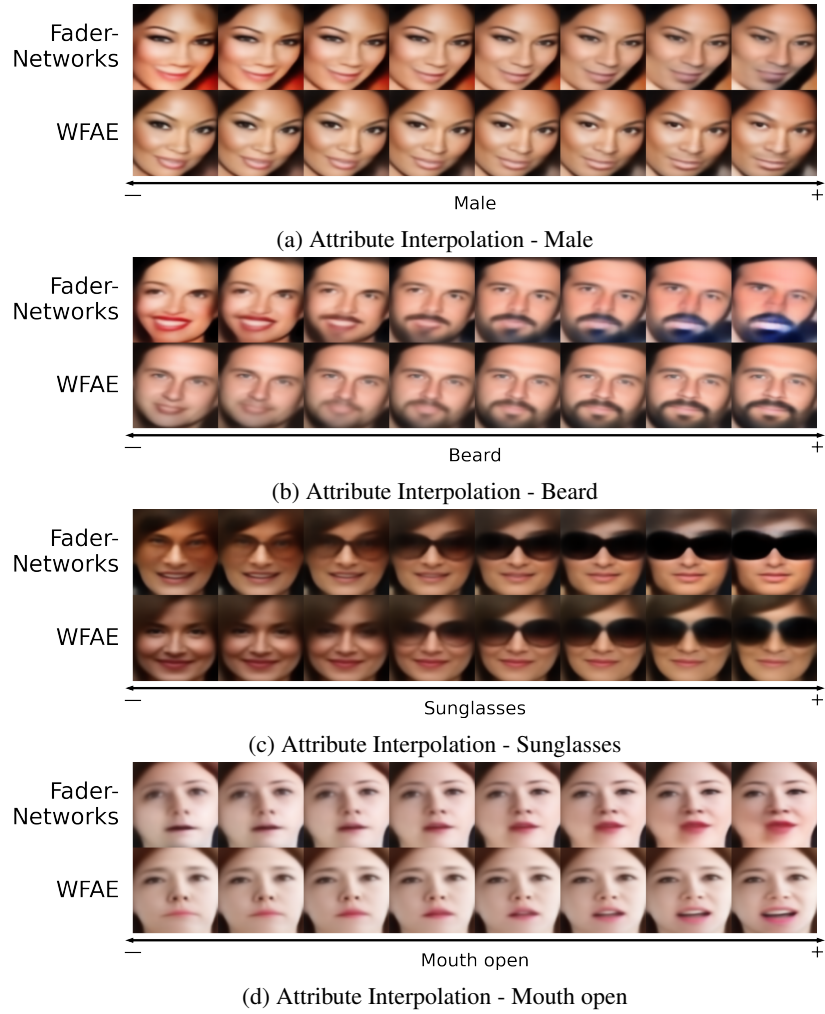 Fader-
Networks
WFAE
— +
Male
(a) Attribute Interpolation - Male
Fader-
Networks
WFAE
— +
Beard
(b) Attribute Interpolation - Beard
Fader-
Networks
WFAE
— +
Sunglasses
(c) Attribute Interpolation - Sunglasses
Fader-
Networks
WFAE
— +
Mouth open
(d) Attribute Interpolation - Mouth open